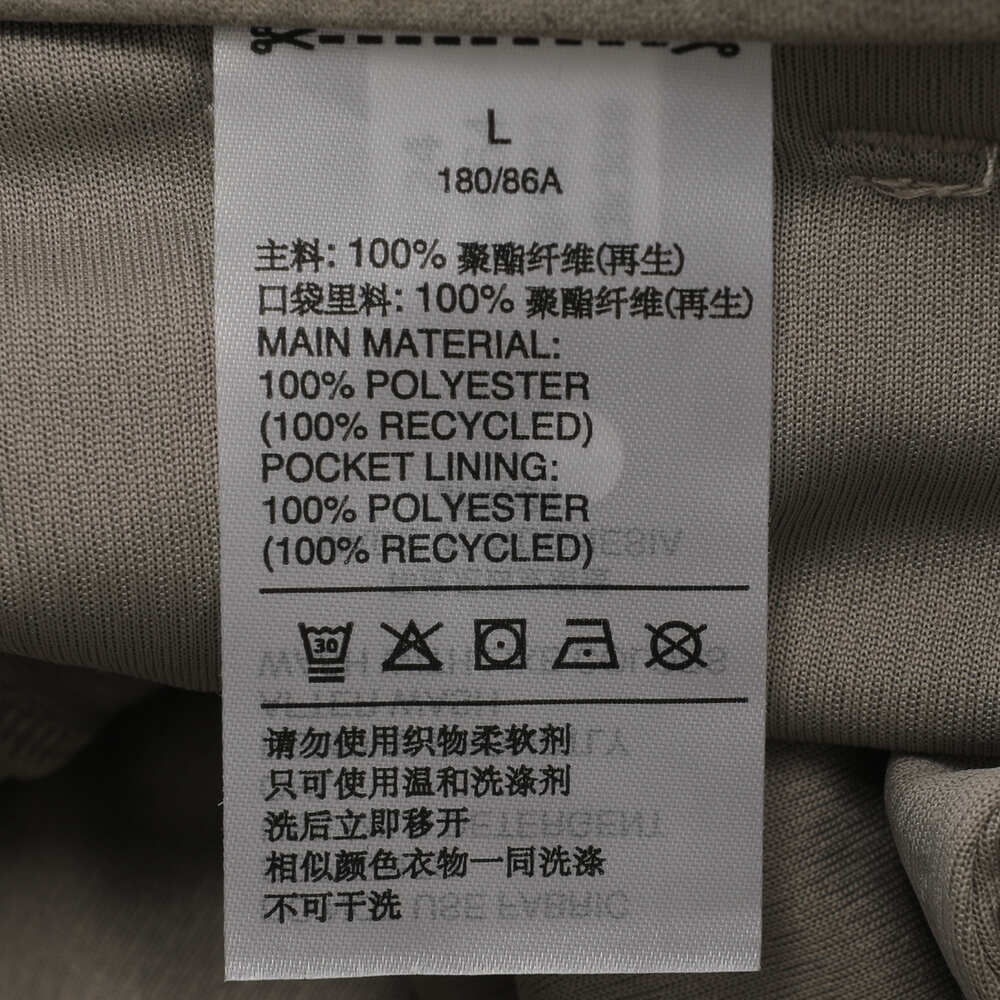 L
180/86A
主料: 100% 聚酯纤维(再生)
口袋里料: 100% 聚酯纤维(再生)
MAIN MATERIAL:
100% POLYESTER
(100% RECYCLED)
POCKET LINING:
100% POLYESTER
(100% RECYCLED)
30
请勿使用织物柔软剂
只可使用温和洗涤剂
洗后立即移开
相似颜色衣物一同洗涤
不可干洗